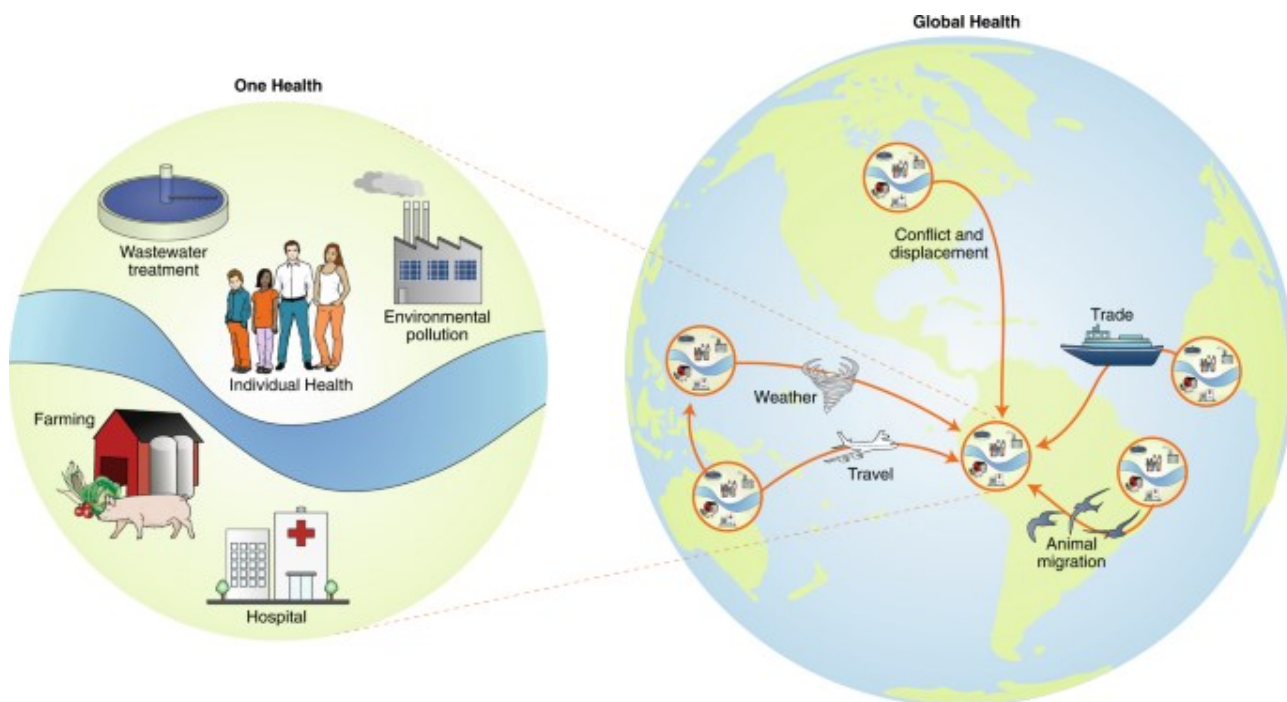 One Health
Wastewater
treatment
Environmental
pollution
Individual Health
Farming
Hospital
Global Health
Conflict and
displacement
Trade
Weather
Travel
Animal
migration